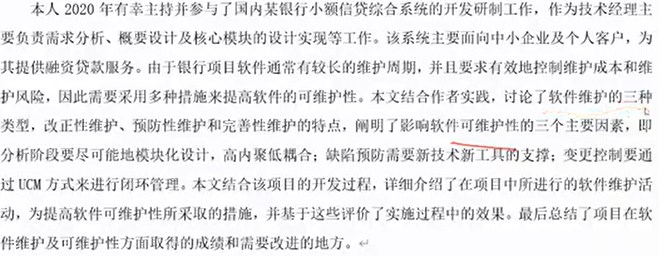 本人 2020 年有幸主持并参与了国内某银行小额信贷综合系统的开发研制工作，作为技术经理主
要负责需求分析、概要设计及核心模块的设计实现等工作。该系统主要面向中小企业及个人客户，为
其提供融资贷款服务。由于银行项目软件通常有较长的维护周期，并且要求有效地控制维护成本和维
护风险，因此需要采用多种措施来提高软件的可维护性。本文结合作者实践，讨论了软件维护的三种
类型，改正性维护、预防性维护和完善性维护的特点，阐明了影响软件可维护性的三个主要因素，即
分析阶段要尽可能地模块化设计，高内聚低耦合；缺陷预防需要新技术新工具的支撑；变更控制要通
过 UCM 方式来进行闭环管理。本文结合该项目的开发过程，详细介绍了在项目中所进行的软件维护活
动，为提高软件可维护性所采取的措施，并基于这些评价了实施过程中的效果。最后总结了项目在软
件维护及可维护性方面取得的成绩和需要改进的地方。↵